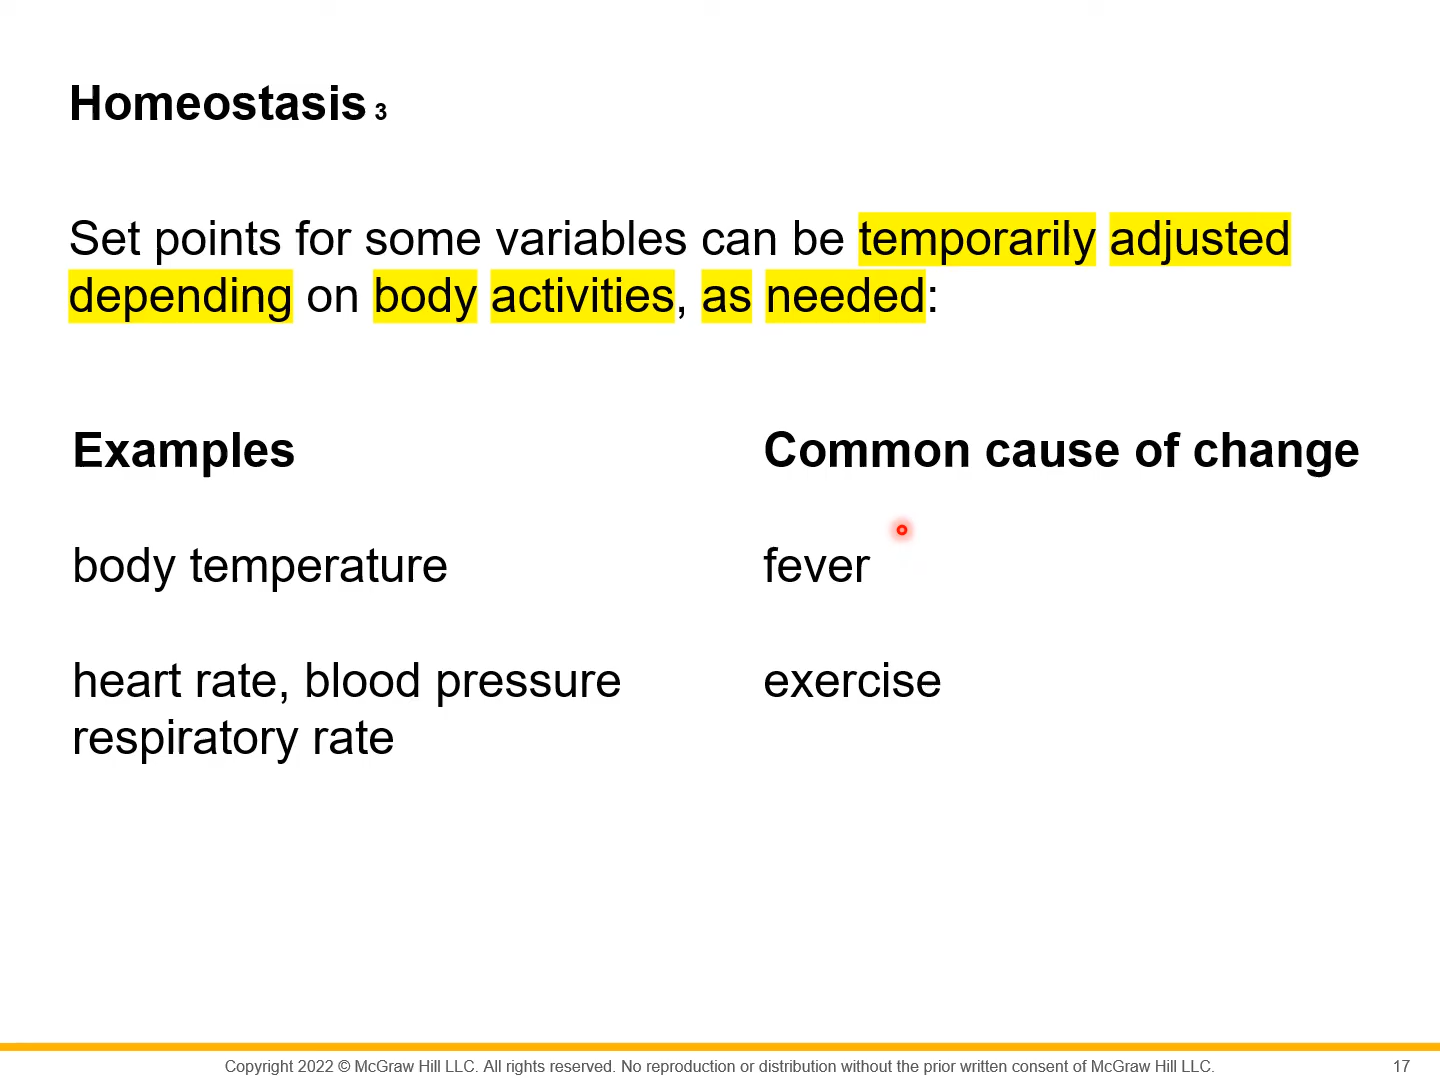 Homeostasis 3
Set points for some variables can be temporarily adjusted
depending on body activities, as needed:
Examples
Common cause of change
body temperature
fever
heart rate, blood pressure
respiratory rate
exercise
Copyright 2022 © McGraw Hill LLC. All rights reserved. No reproduction or distribution without the prior written consent of McGraw Hill LLC.
17